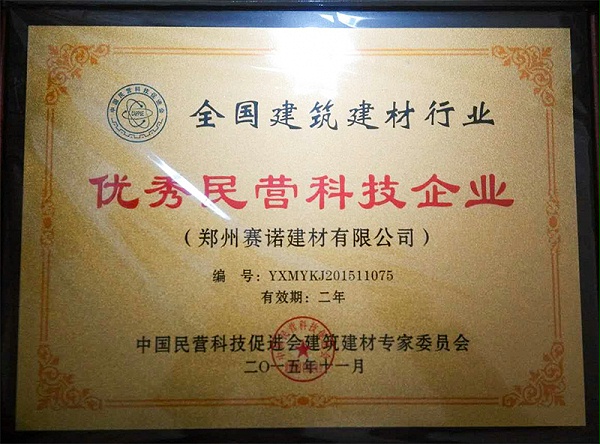 全国建筑建材行业
优秀民营科技企业
（郑州赛诺建材有限公司）
编 号：YXMYKJ201511075
有效期：二年
中国民营科技促进会建筑建材专家委员会
二〇一五年十一月